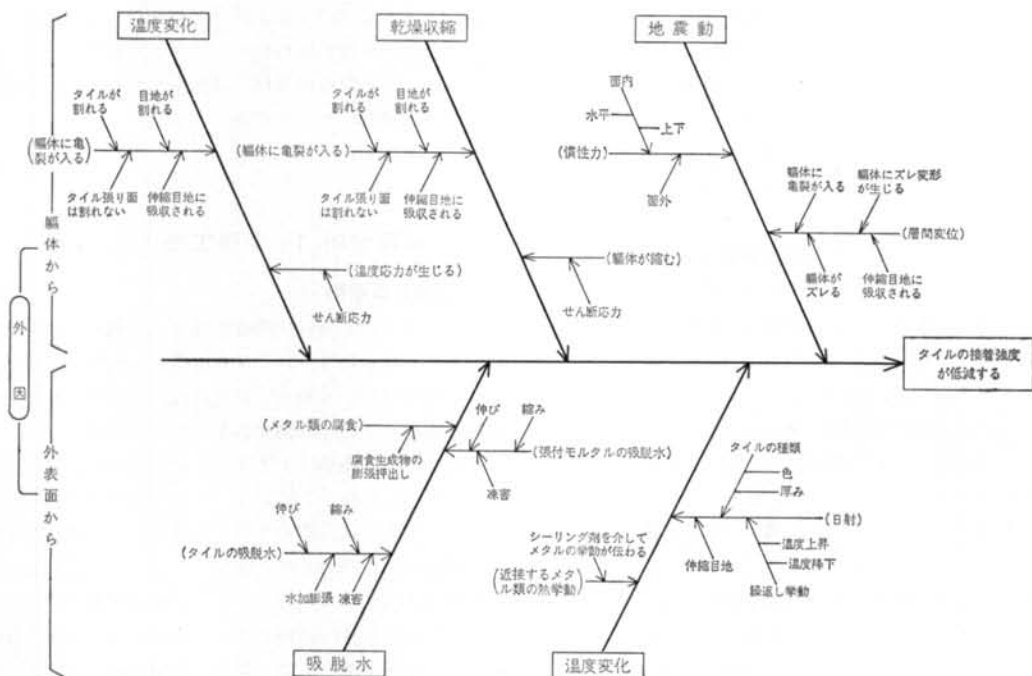 温度変化
乾燥収縮
地震動
タイルが
割れる
目地が
割れる
(軀体に亀
裂が入る)
タイル張り面
は割れない
伸縮目地に
吸収される
(温度応力が生じる)
せん断応力
タイルが
割れる
目地が
割れる
(軀体に亀裂が入る)
タイル張り面
は割れない
伸縮目地に
吸収される
(軀体が縮む)
せん断応力
面内
水平
上下
(慣性力)
面外
軀体に
亀裂が入る
軀体にズレ変形
が生じる
(層間変位)
軀体が
ズレる
伸縮目地に
吸収される
軀体から
外因
外表面から
タイルの接着強度
が低減する
(メタル類の腐食)
腐食生成物の
膨張押出し
伸び
縮み
(張付モルタルの吸脱水)
凍害
伸び
縮み
(タイルの吸脱水)
水加膨張
凍害
タイルの種類
色
厚み
(日射)
伸縮目地
温度上昇
温度降下
繰返し挙動
シーリング剤を介して
メタルの挙動が伝わる
(近接するメタ
ル類の熱挙動)
吸脱水
温度変化